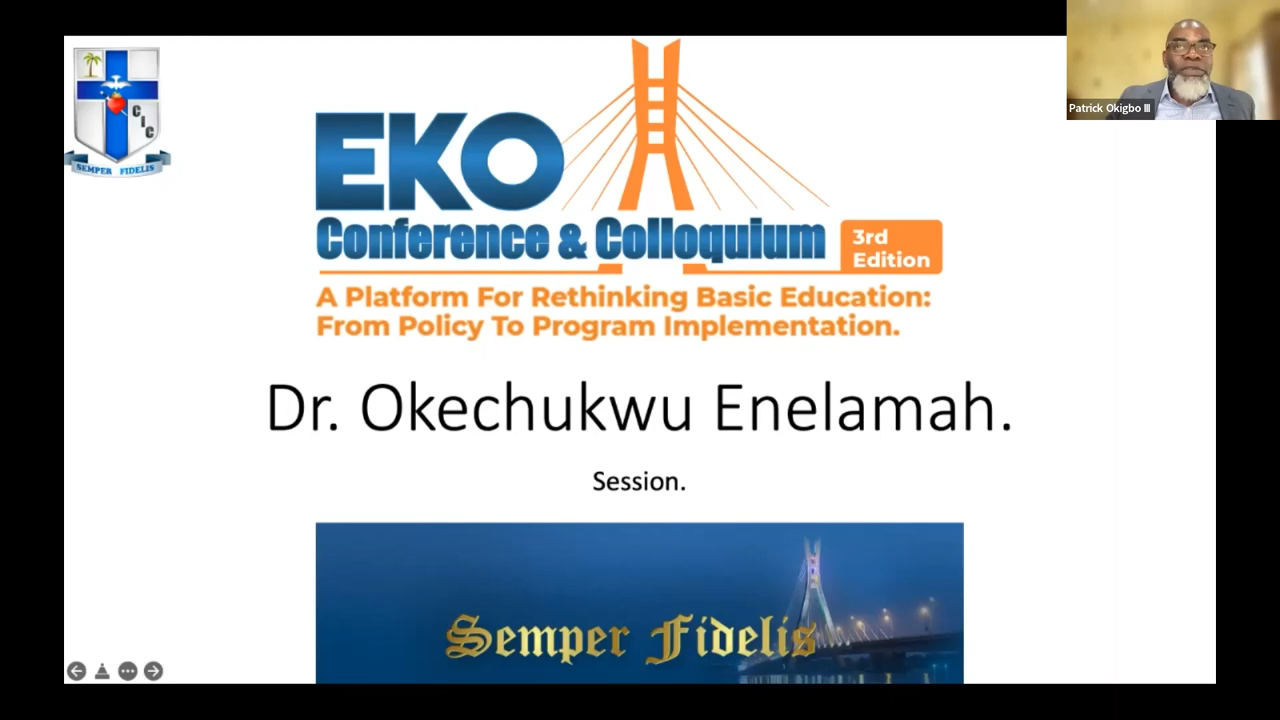 CIC
SEMPER FIDELIS
EKO
Conference & Colloquium
3rd
Edition
A Platform For Rethinking Basic Education:
From Policy To Program Implementation.
Patrick Okigbo III
Dr. Okechukwu Enelamah.
Session.
Semper Fidelis